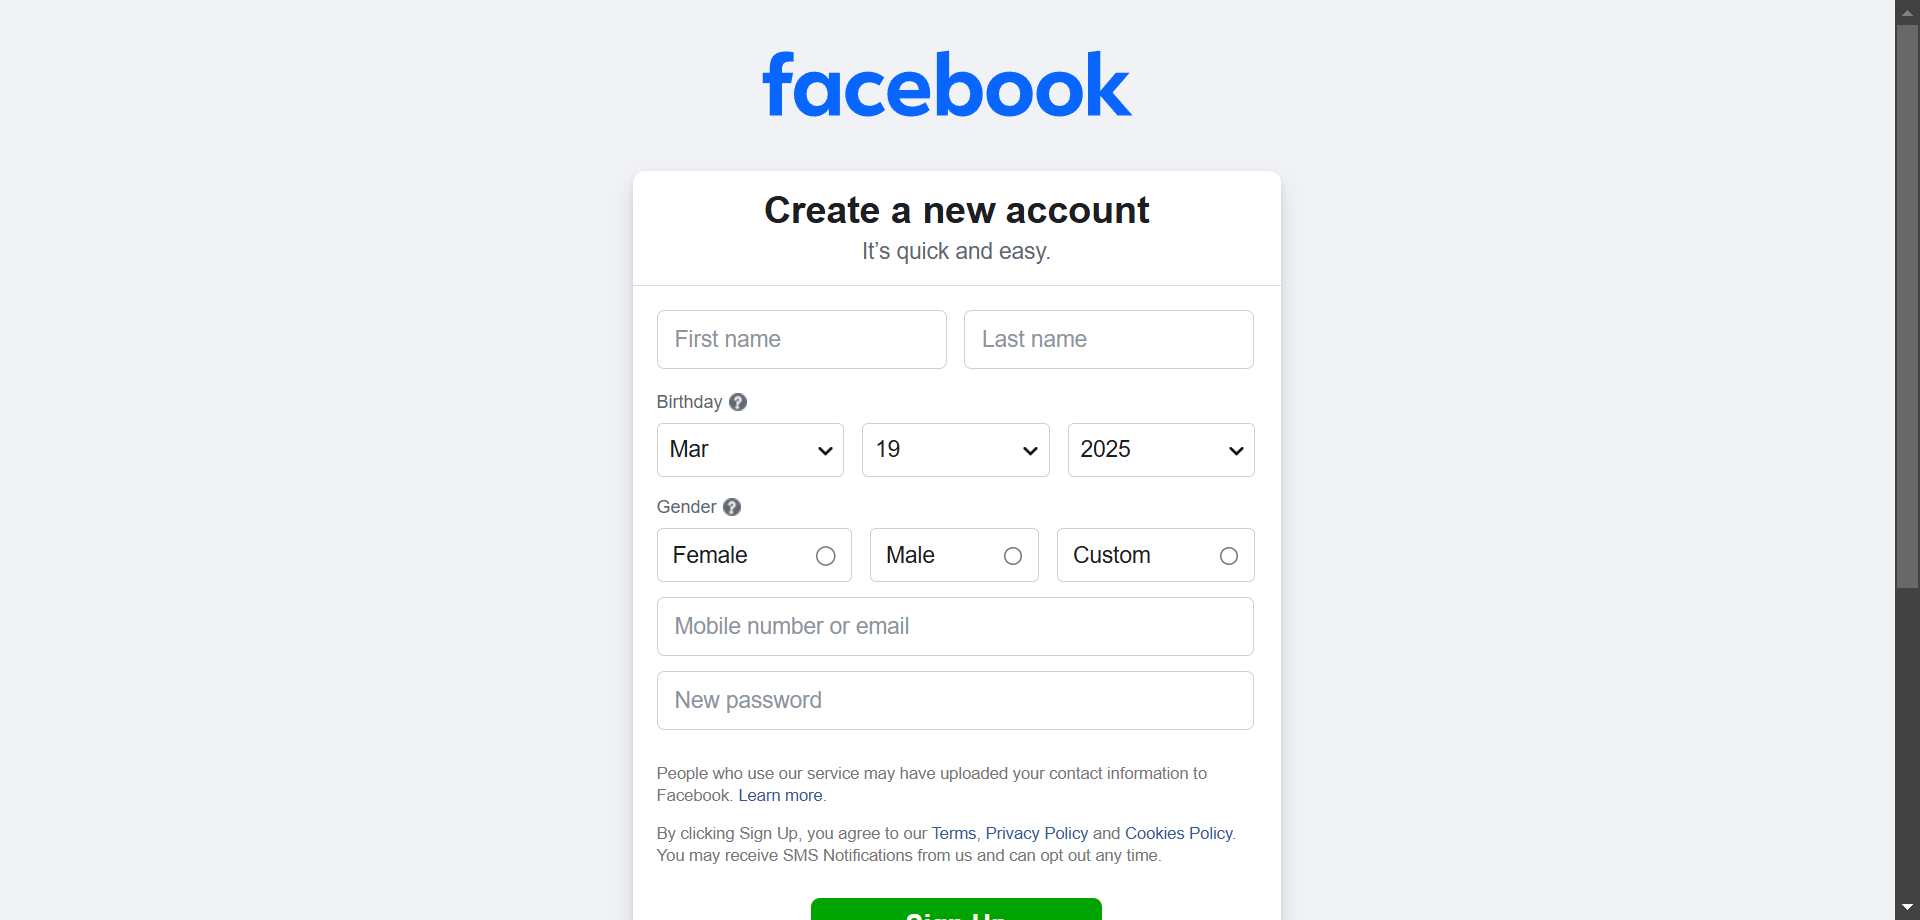 facebook
Create a new account
It’s quick and easy.
First name Last name
Birthday ?
Mar 19 2025
Gender ?
Female Male Custom
Mobile number or email
New password
People who use our service may have uploaded your contact information to
Facebook. Learn more.
By clicking Sign Up, you agree to our Terms, Privacy Policy and Cookies Policy.
You may receive SMS Notifications from us and can opt out any time.
Sign Up